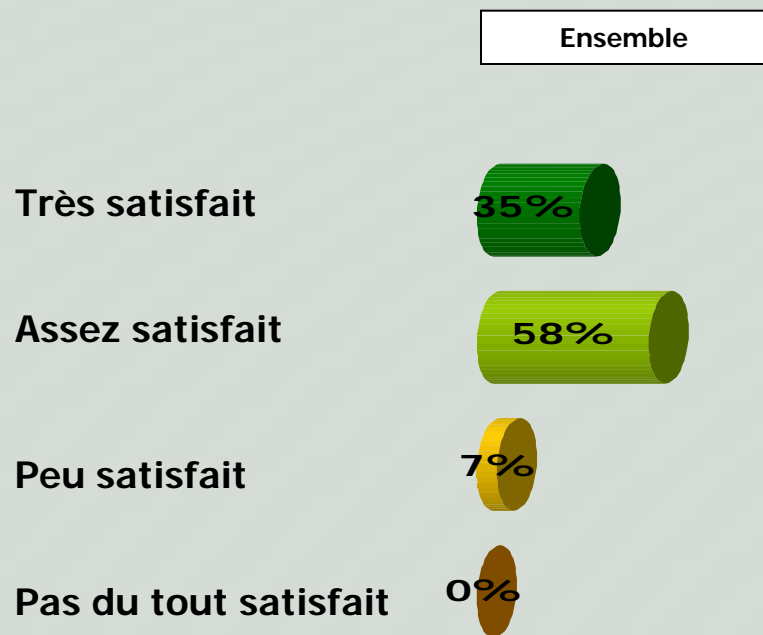 Ensemble
Très satisfait 35%
Assez satisfait 58%
Peu satisfait 7%
Pas du tout satisfait 0%